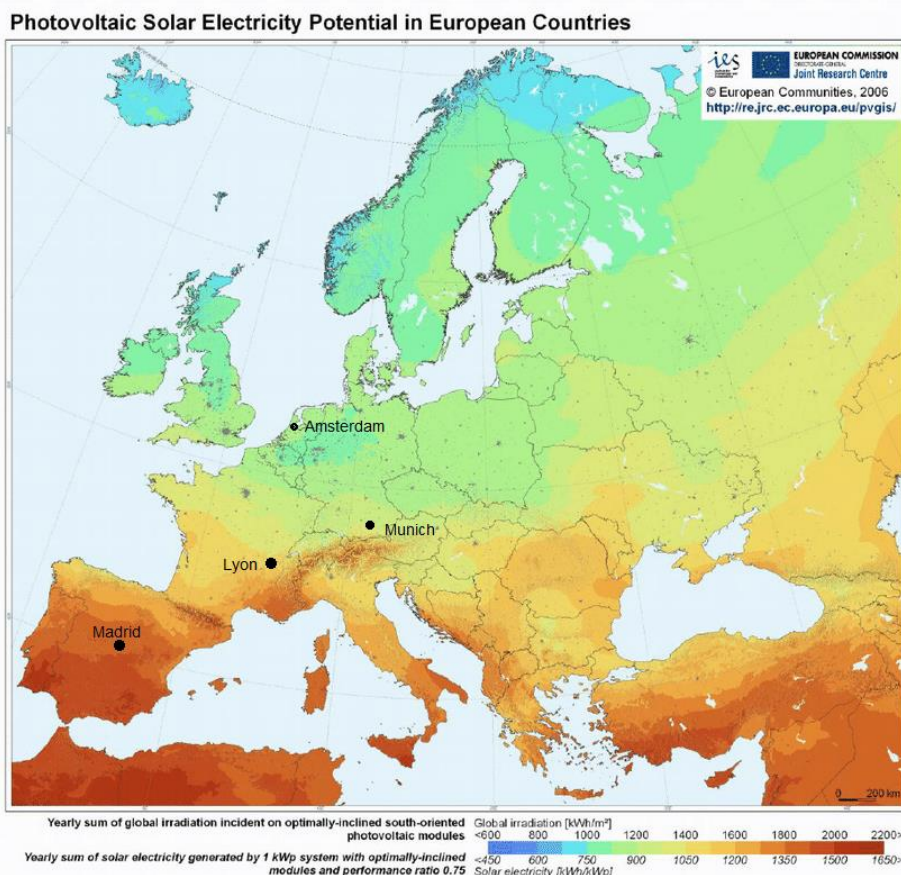 Photovoltaic Solar Electricity Potential in European Countries
ies
EUROPEAN COMMISSION
DIRECTORATE-GENERAL
Joint Research Centre
© European Communities, 2006
http://re.jrc.ec.europa.eu/pvgis/
Amsterdam
Munich
Lyon
Madrid
0 200 km
Yearly sum of global irradiation incident on optimally-inclined south-oriented
photovoltaic modules
Global irradiation [kWh/m²]
<600 800 1000 1200 1400 1600 1800 2000 2200>
<450 600 750 900 1050 1200 1350 1500 1650>
Yearly sum of solar electricity generated by 1 kWp system with optimally-inclined
modules and performance ratio 0.75
Solar electricity [kWh/kWp]